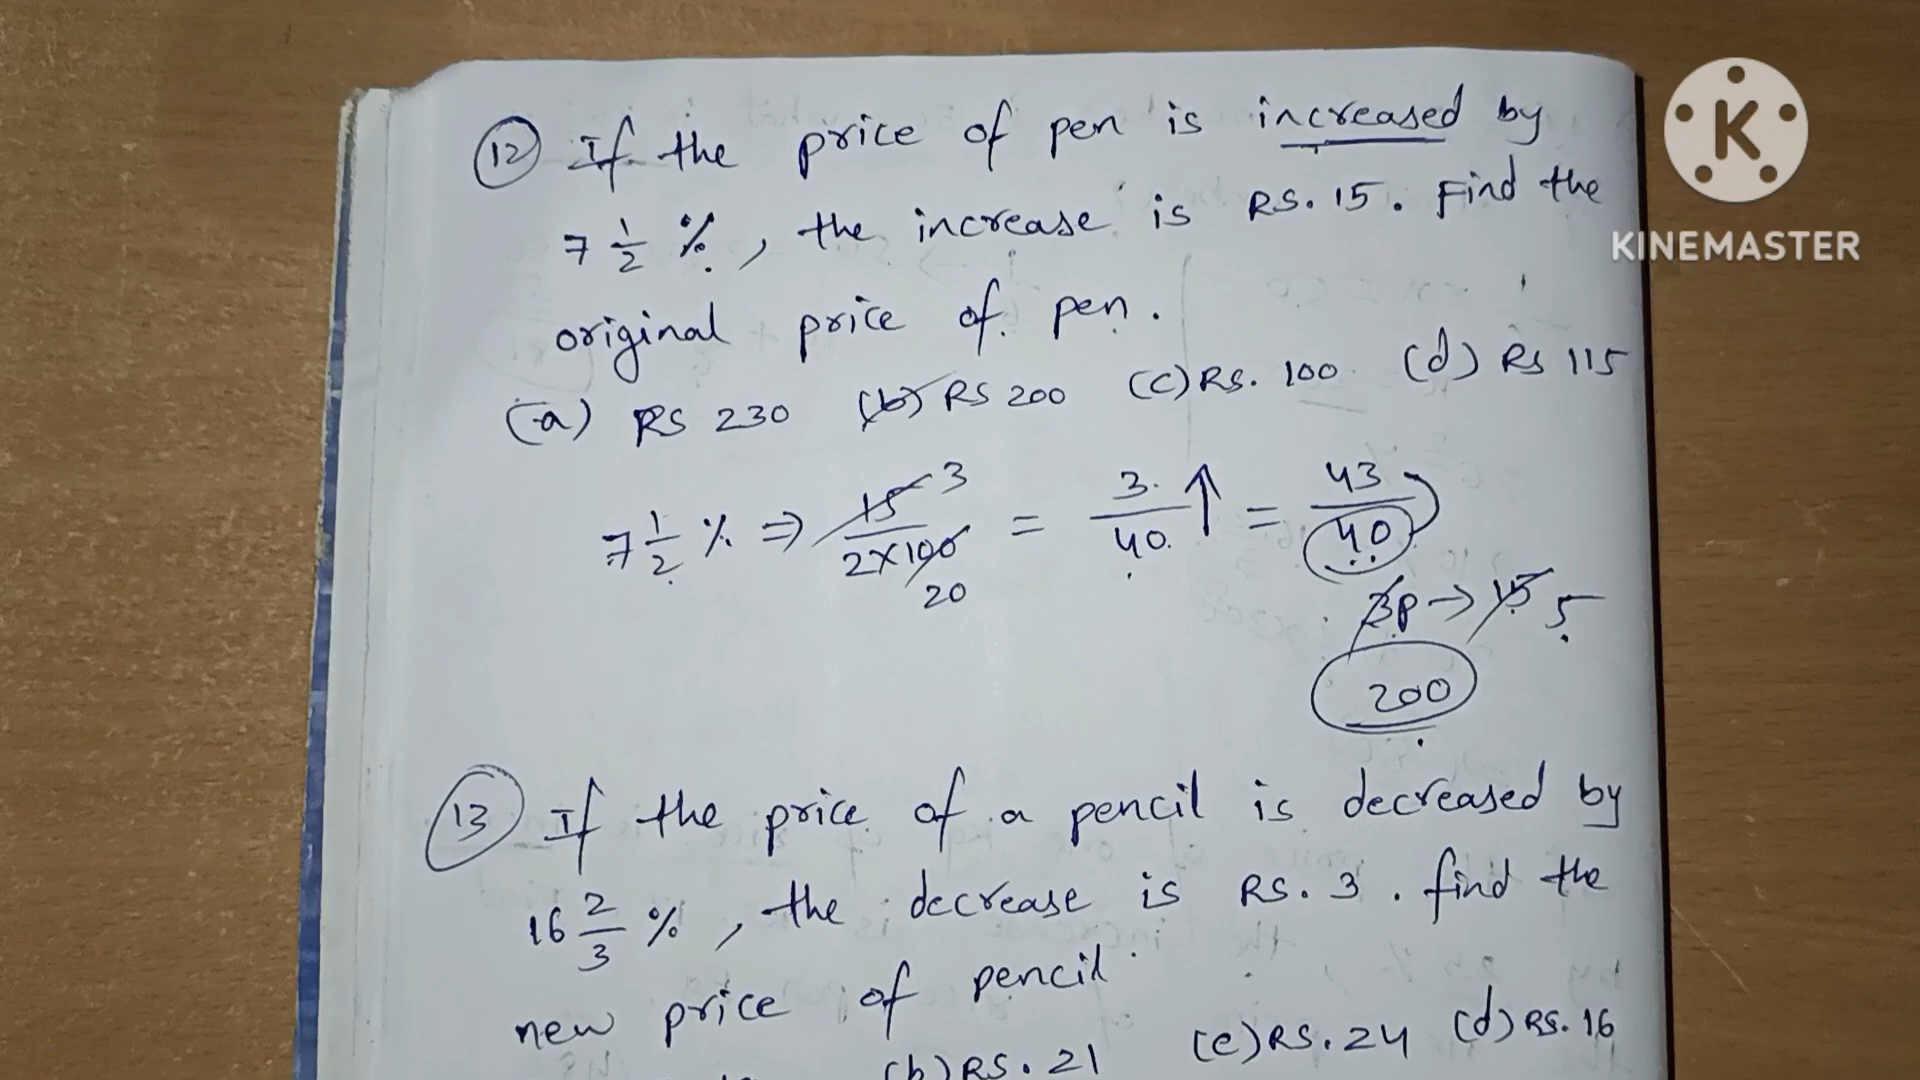 (12) If the price of pen is increased by
7 1/2 %, the increase is RS. 15. Find the
original price of pen.
(a) RS 230 (b) RS 200 (c) RS. 100 (d) RS 115
7 1/2 % ⇒ 15/2×100 3 20 = 3/40 ↑ = 43/40
3P → 15 5
200
(13) If the price of a pencil is decreased by
16 2/3 %, the decrease is RS. 3. find the
new price of pencil
(b) RS. 21 (c) RS. 24 (d) RS. 16
K
KINEMASTER